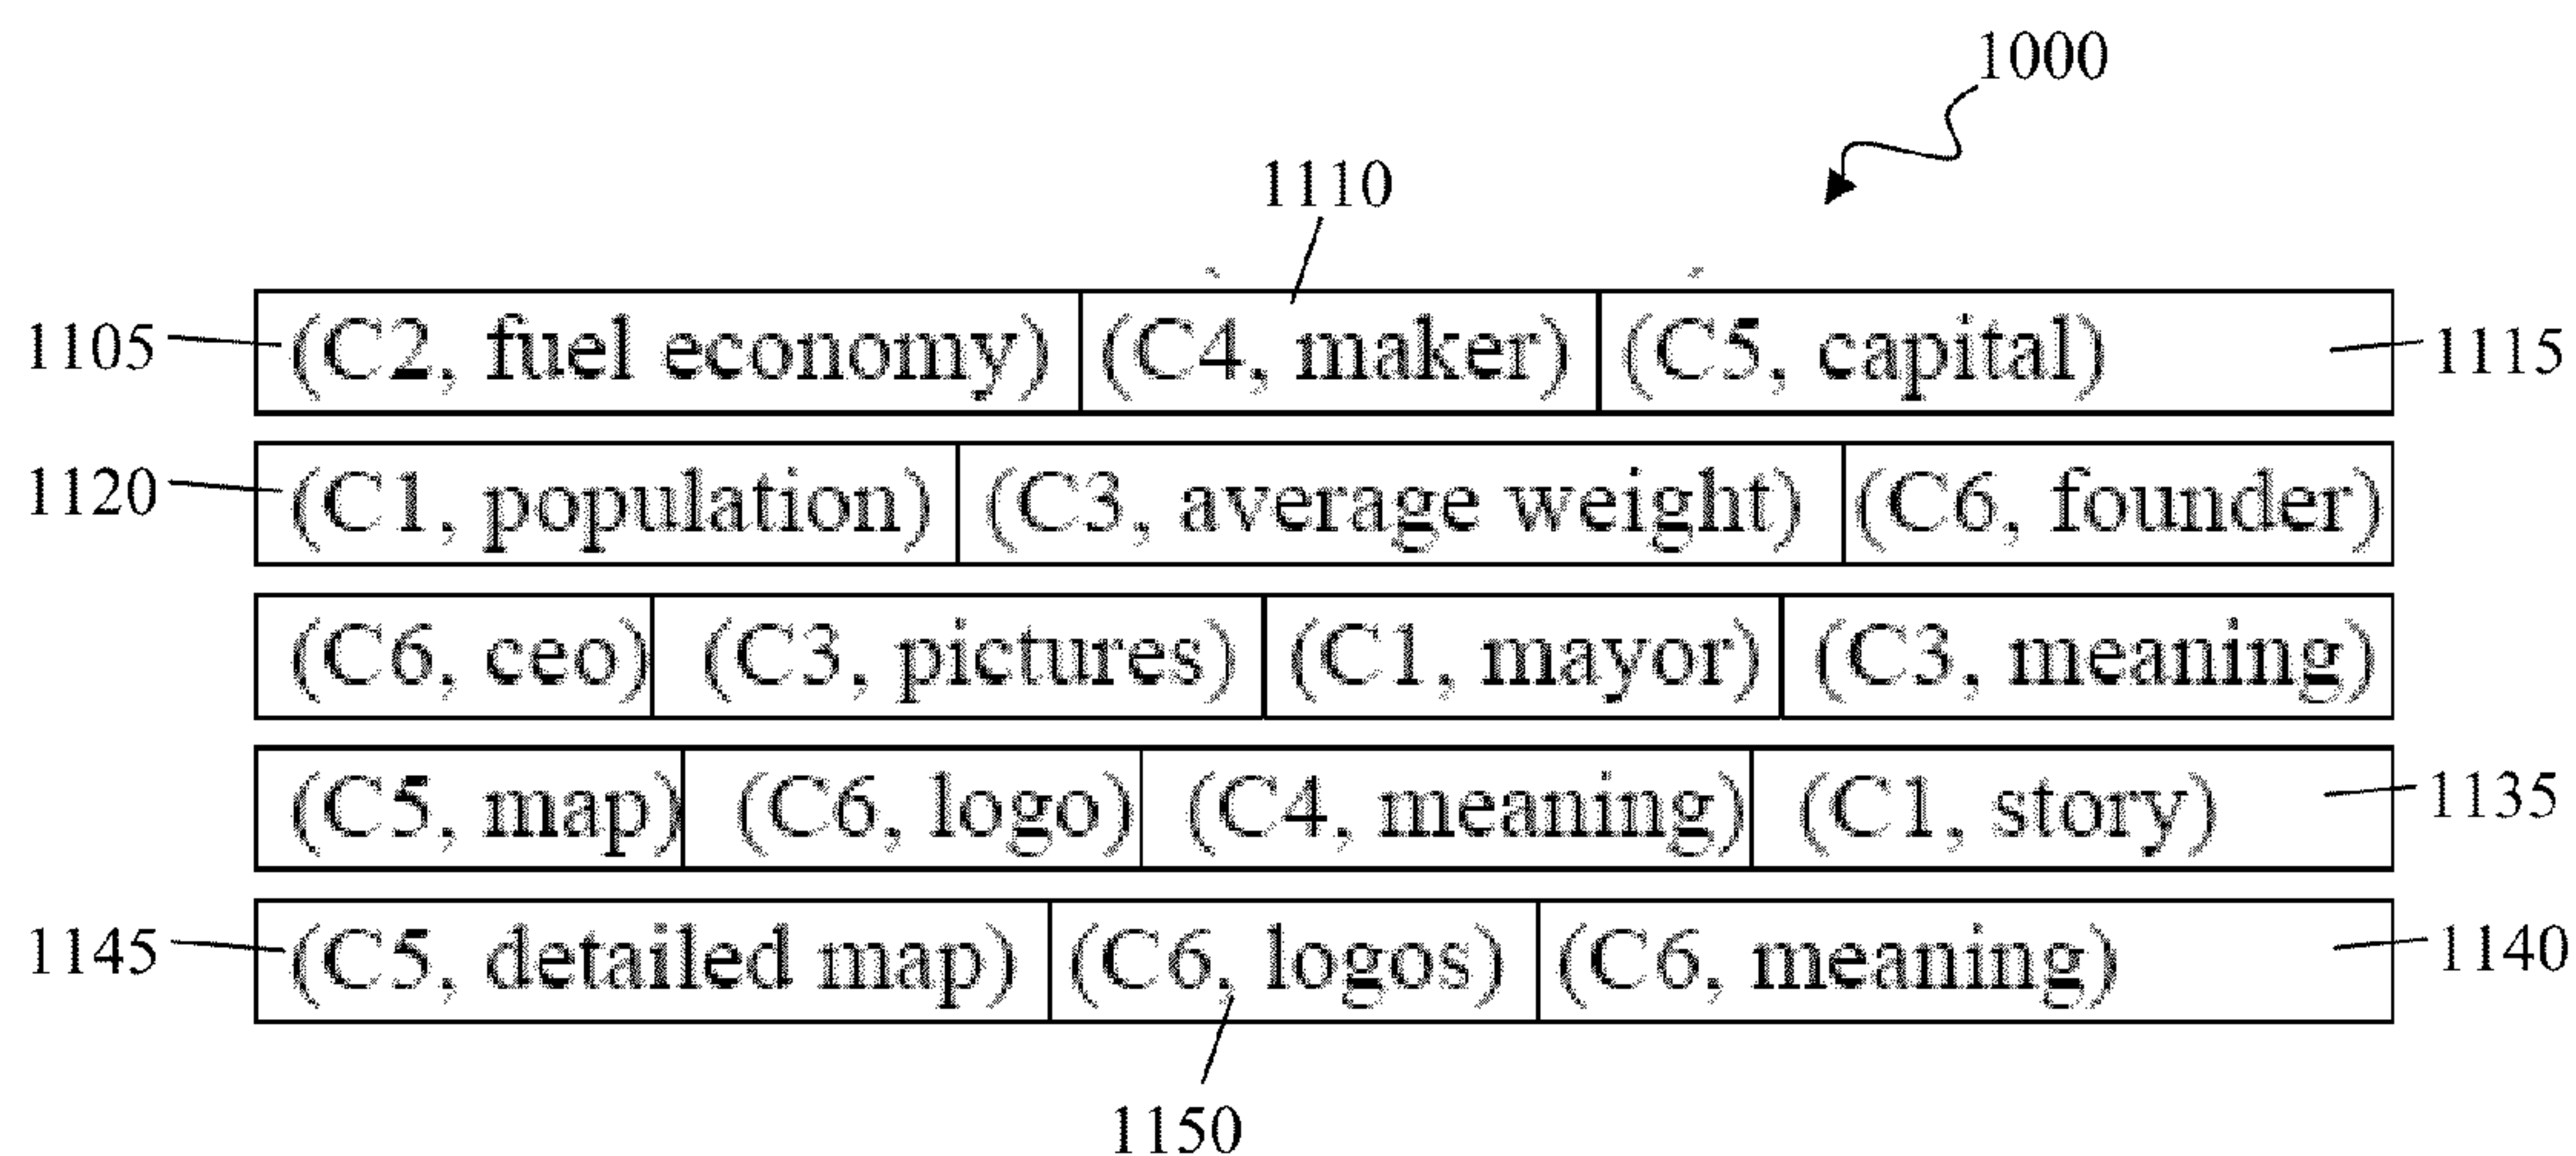 1000
1110
1105 (C2, fuel economy) (C4, maker) (C5, capital) 1115
1120 (C1, population) (C3, average weight) (C6, founder)
(C6, ceo) (C3, pictures) (C1, mayor) (C3, meaning)
(C5, map) (C6, logo) (C4, meaning) (C1, story) 1135
1145 (C5, detailed map) (C6, logos) (C6, meaning) 1140
1150